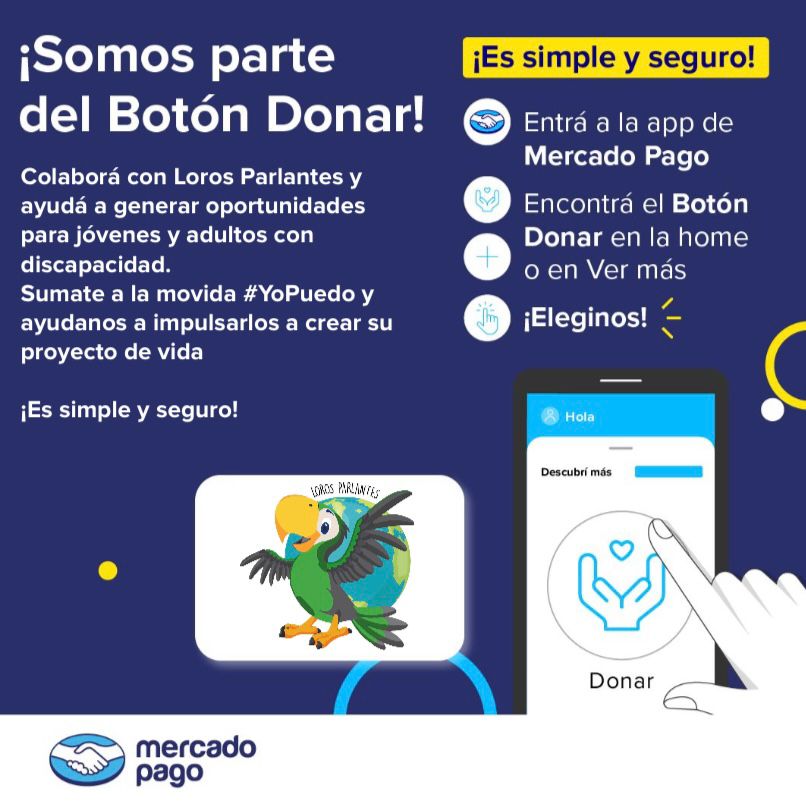 ¡Somos parte
del Botón Donar!
Colaborá con Loros Parlantes y
ayudá a generar oportunidades
para jóvenes y adultos con
discapacidad.
Sumate a la movida #YoPuedo y
ayudanos a impulsarlos a crear su
proyecto de vida
¡Es simple y seguro!
¡Es simple y seguro!
Entrá a la app de
Mercado Pago
Encontrá el Botón
Donar en la home
o en Ver más
¡Eleginos!
Hola
Descubrí más
Donar
LOROS PARLANTES
mercado
pago